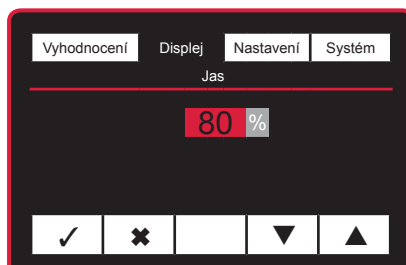 Vyhodnocení Displej Nastavení Systém
Jas
80 %
✓ ✖ ▼ ▲